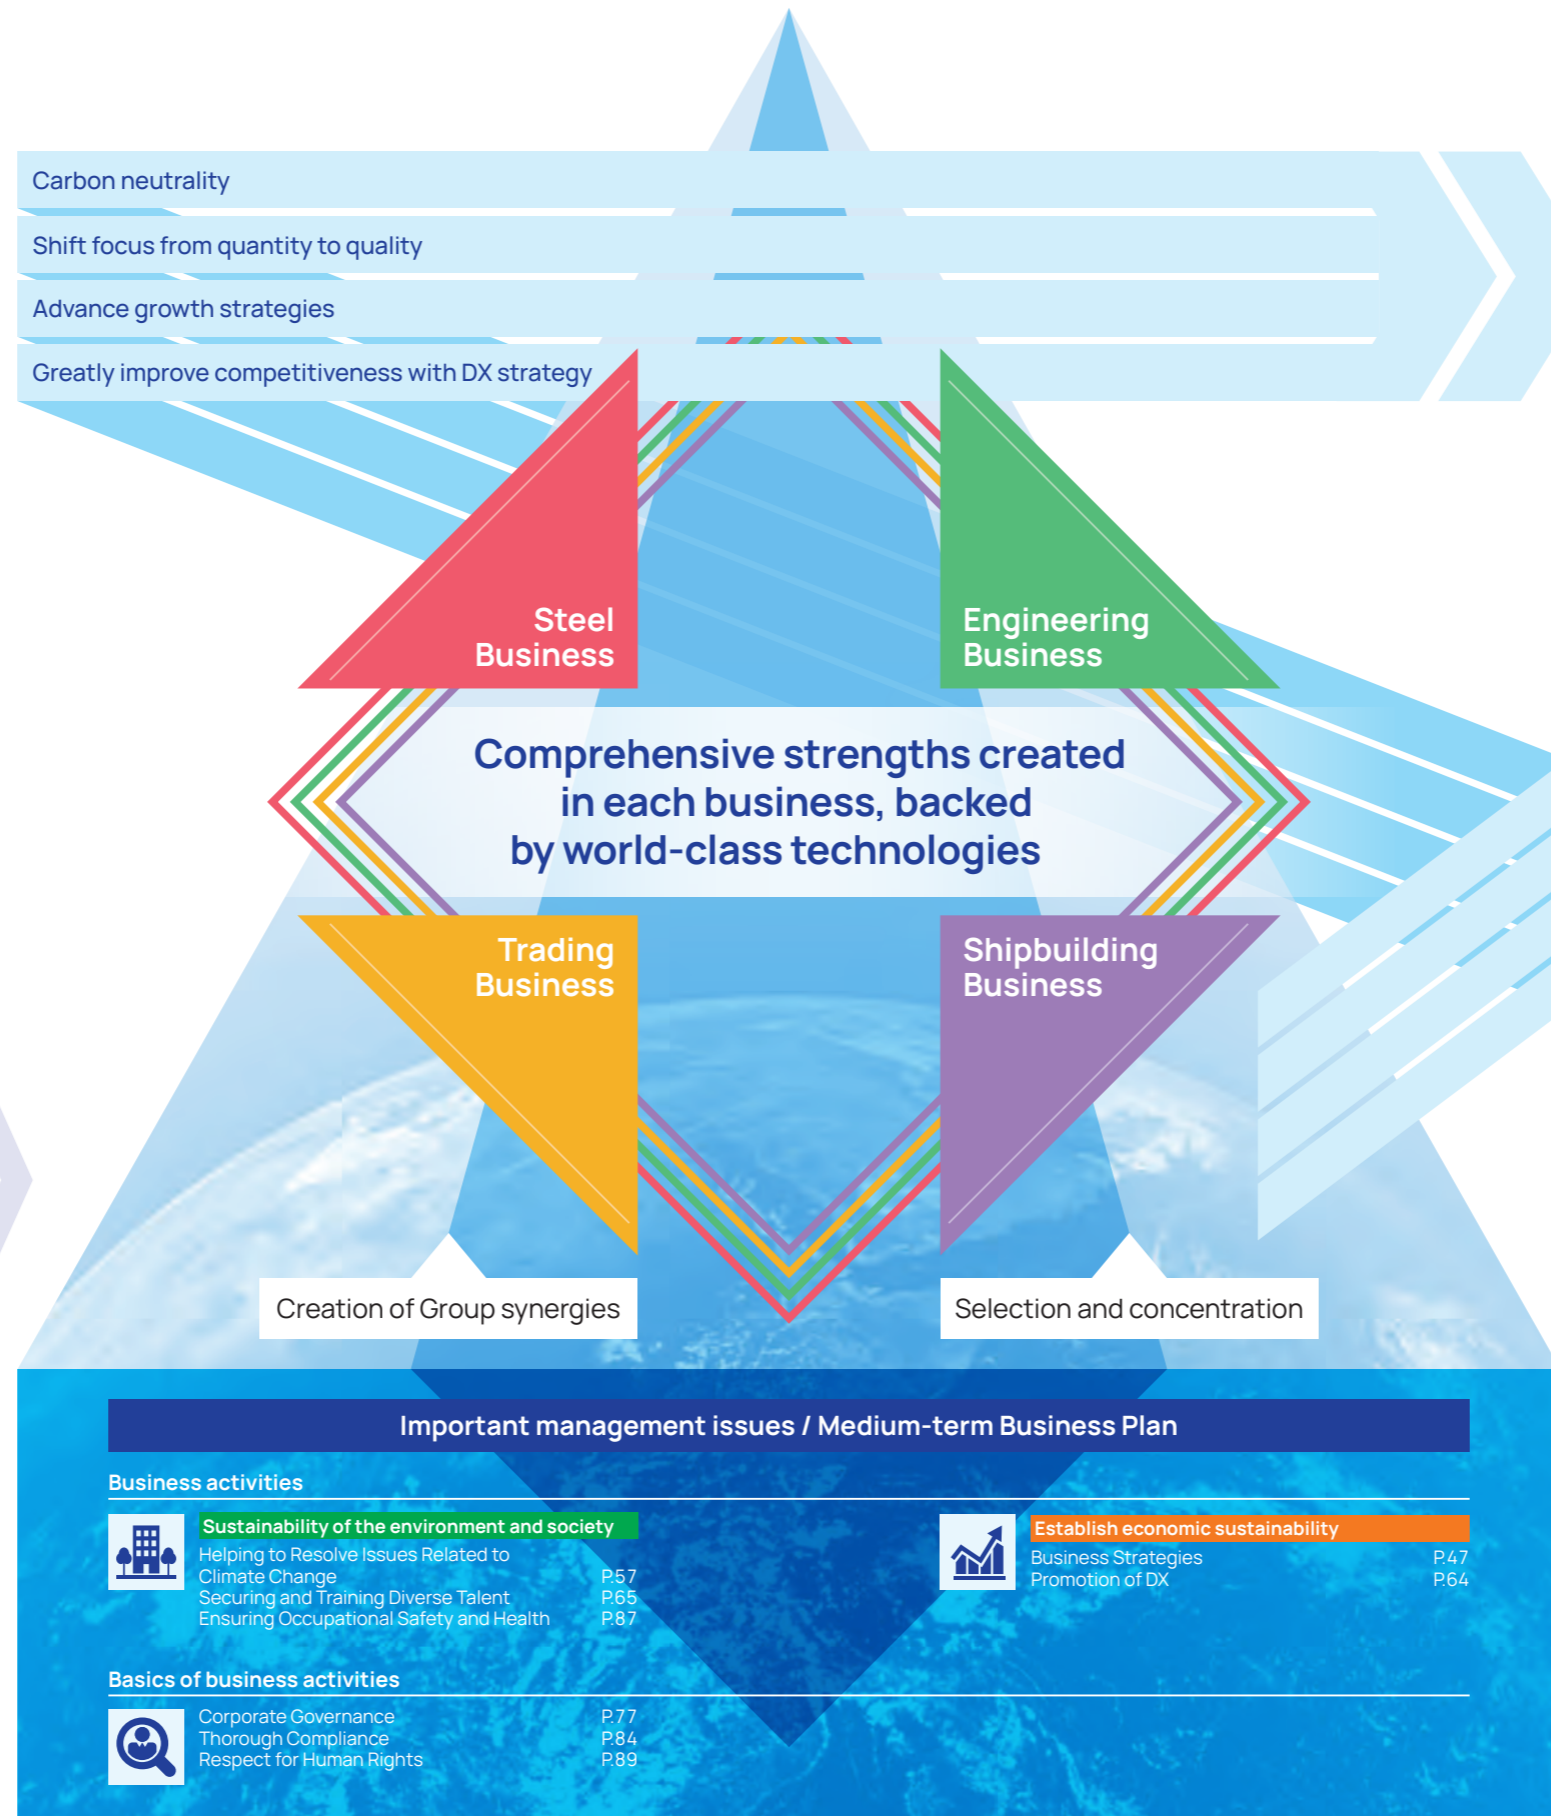 Carbon neutrality
Shift focus from quantity to quality
Advance growth strategies
Greatly improve competitiveness with DX strategy
Steel
Business
Engineering
Business
Comprehensive strengths created
in each business, backed
by world-class technologies
Trading
Business
Shipbuilding
Business
Creation of Group synergies
Selection and concentration
Important management issues / Medium-term Business Plan
Business activities
Sustainability of the environment and society
Helping to Resolve Issues Related to
Climate Change P.57
Securing and Training Diverse Talent P.65
Ensuring Occupational Safety and Health P.87
Establish economic sustainability
Business Strategies P.47
Promotion of DX P.64
Basics of business activities
Corporate Governance P.77
Thorough Compliance P.84
Respect for Human Rights P.89